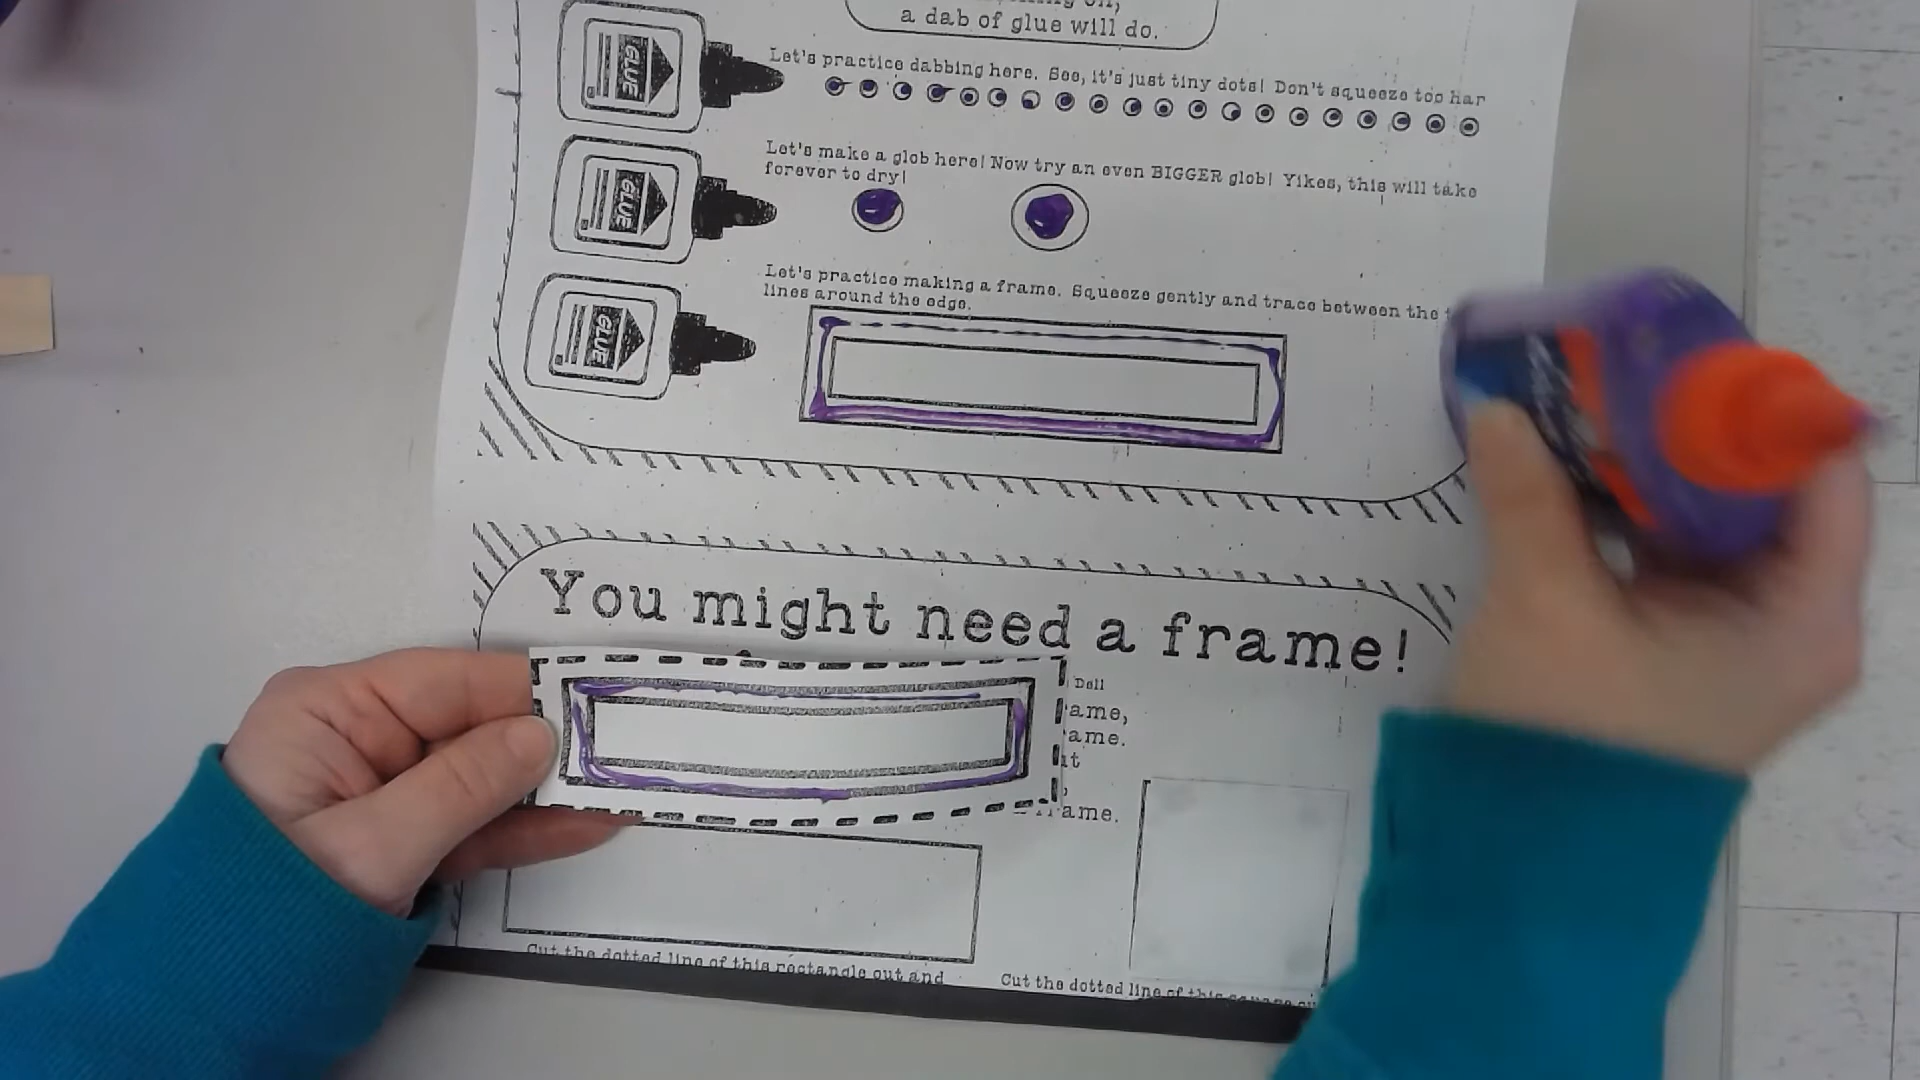 a dab of glue will do.
Let's practice dabbing here. See, it's just tiny dots! Don't squeeze too har
GLUE
Let's make a glob here! Now try an even BIGGER glob! Yikes, this will take
forever to dry!
GLUE
Let's practice making a frame. Squeeze gently and trace between the
lines around the edge.
GLUE
You might need a frame!
Doll
ame,
ame.
it
rame.
Cut the dotted line of this rectangle out and
Cut the dotted line of this square